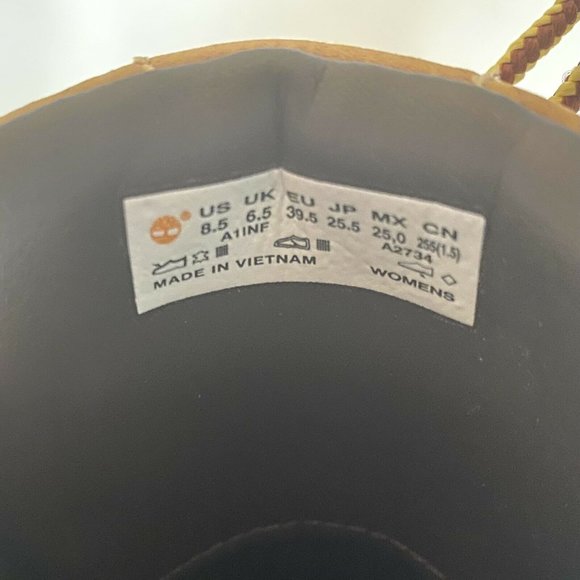 ® US UK EU JP MX CN
8.5 6.5 39.5 25.5 25,0 255(1.5)
A1INF A2734
MADE IN VIETNAM WOMENS